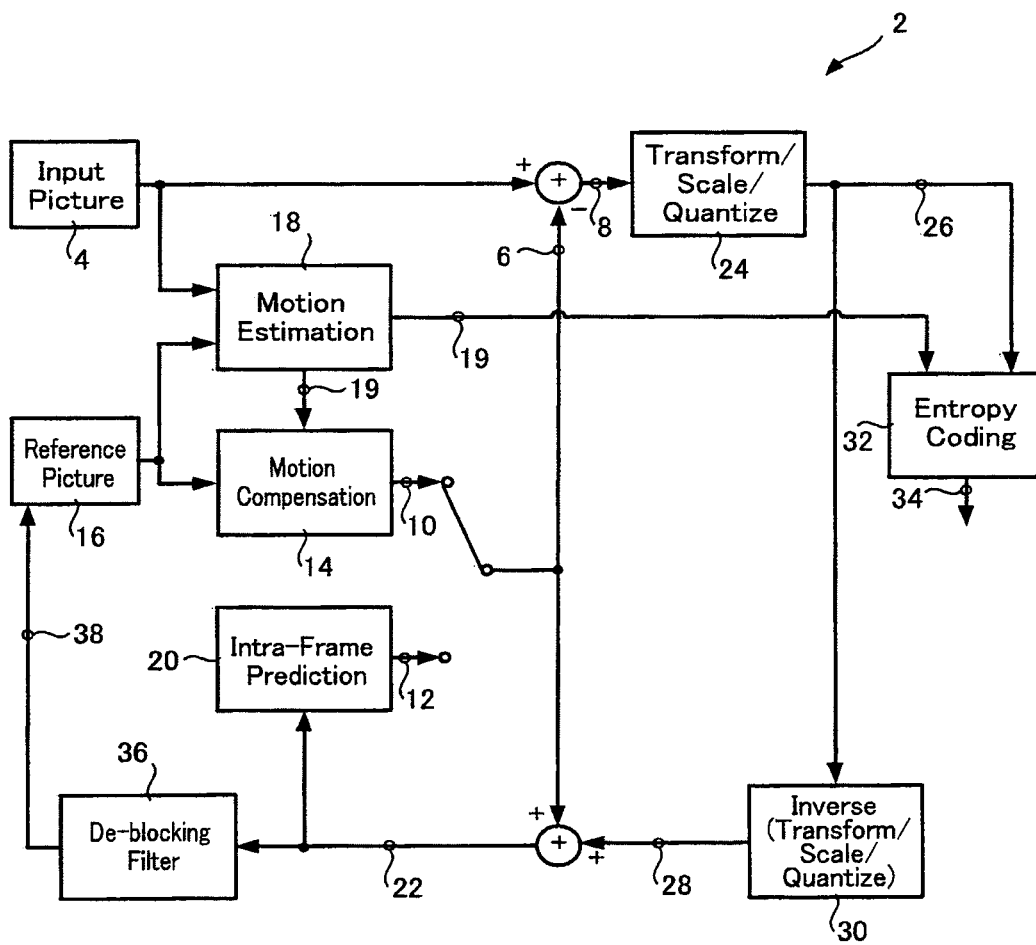 2
Input
Picture
4
+
+
−
8
Transform/
Scale/
Quantize
24
26
18
6
Motion
Estimation
19
19
Reference
Picture
16
Motion
Compensation
14
10
Entropy
Coding
32
34
38
20
Intra-Frame
Prediction
12
36
De-blocking
Filter
22
+
+
+
28
Inverse
(Transform/
Scale/
Quantize)
30